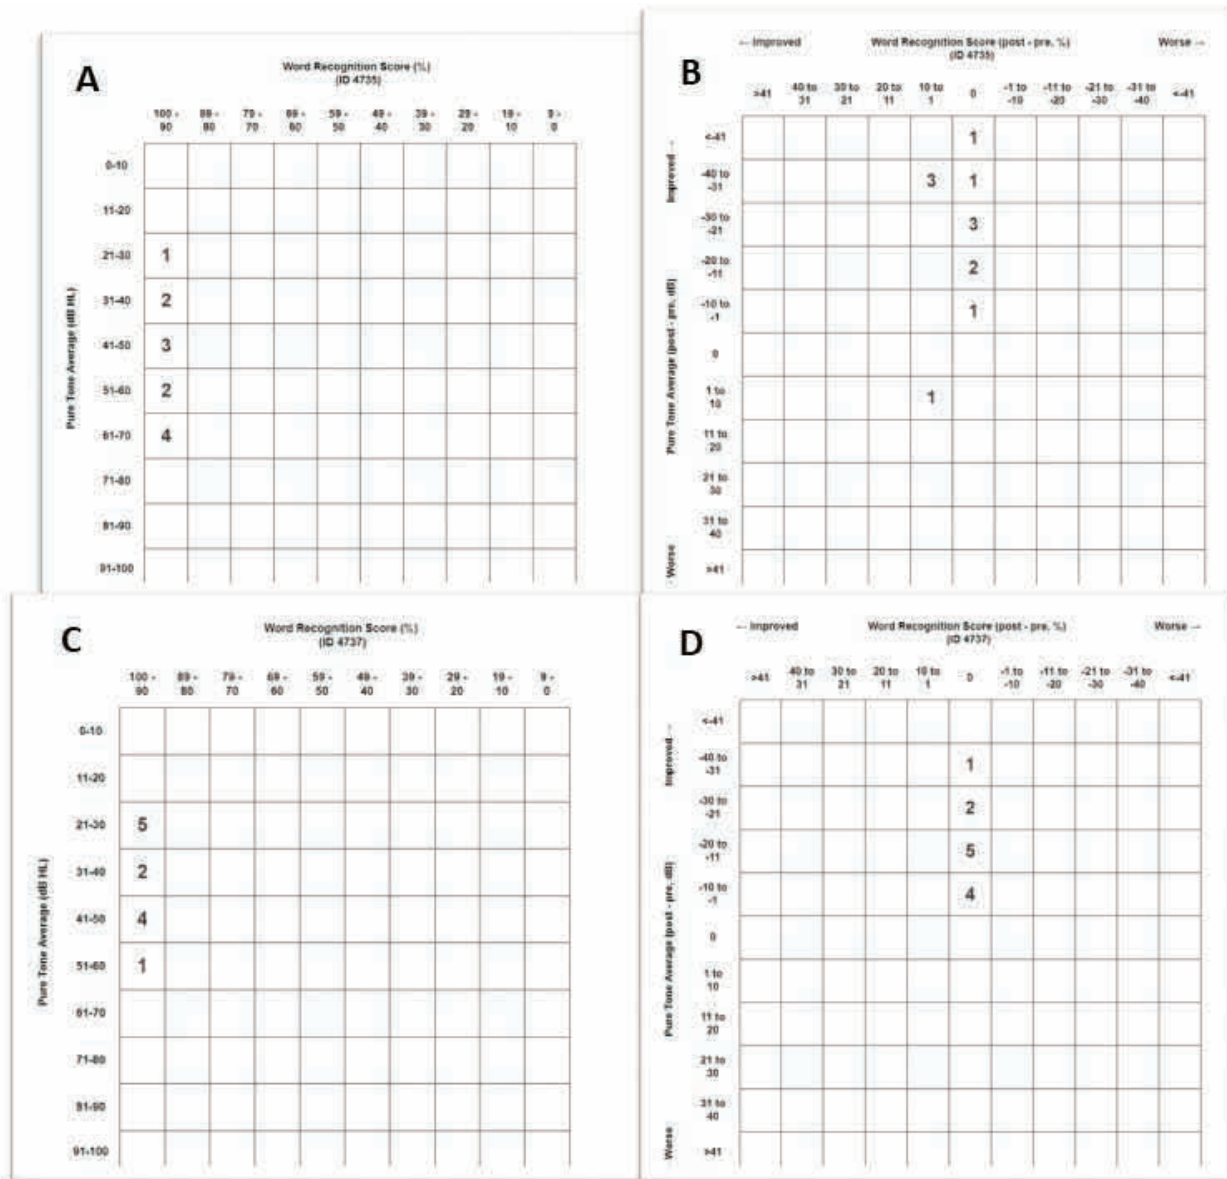 A
Word Recognition Score (%)
(ID 4735)
100 - 90 89 - 80 79 - 70 69 - 60 59 - 50 49 - 40 39 - 30 29 - 20 19 - 10 9 - 0
Pure Tone Average (dB HL)
0-10
11-20
21-30 1
31-40 2
41-50 3
51-60 2
61-70 4
71-80
81-90
91-100
B
← Improved Word Recognition Score (post - pre, %) Worse →
(ID 4735)
>41 40 to 31 30 to 21 20 to 11 10 to 1 0 -1 to -10 -11 to -20 -21 to -30 -31 to -40 <-41
Improved →
Pure Tone Average (post - pre, dB)
Worse
<-41 1
-40 to -31 3 1
-30 to -21 3
-20 to -11 2
-10 to -1 1
0
1 to 10 1
11 to 20
21 to 30
31 to 40
>41
C
Word Recognition Score (%)
(ID 4737)
100 - 90 89 - 80 79 - 70 69 - 60 59 - 50 49 - 40 39 - 30 29 - 20 19 - 10 9 - 0
Pure Tone Average (dB HL)
0-10
11-20
21-30 5
31-40 2
41-50 4
51-60 1
61-70
71-80
81-90
91-100
D
← Improved Word Recognition Score (post - pre, %) Worse →
(ID 4737)
>41 40 to 31 30 to 21 20 to 11 10 to 1 0 -1 to -10 -11 to -20 -21 to -30 -31 to -40 <-41
Improved →
Pure Tone Average (post - pre, dB)
Worse
<-41
-40 to -31 1
-30 to -21 2
-20 to -11 5
-10 to -1 4
0
1 to 10
11 to 20
21 to 30
31 to 40
>41